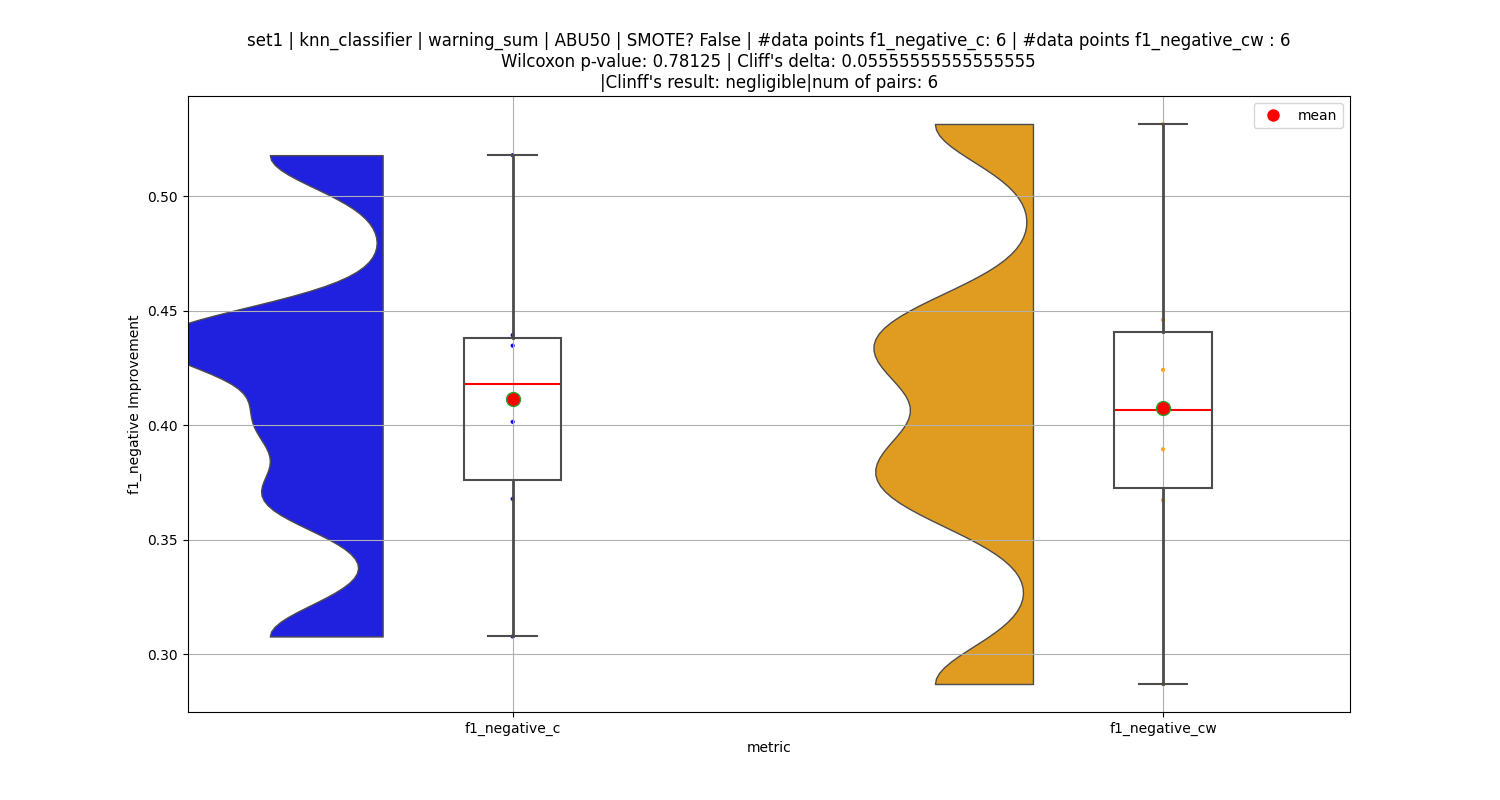 set1 | knn_classifier | warning_sum | ABU50 | SMOTE? False | #data points f1_negative_c: 6 | #data points f1_negative_cw : 6
Wilcoxon p-value: 0.78125 | Cliff's delta: 0.05555555555555555
|Clinff's result: negligible|num of pairs: 6
mean
0.50
0.45
0.40
0.35
0.30
f1_negative Improvement
f1_negative_c
f1_negative_cw
metric